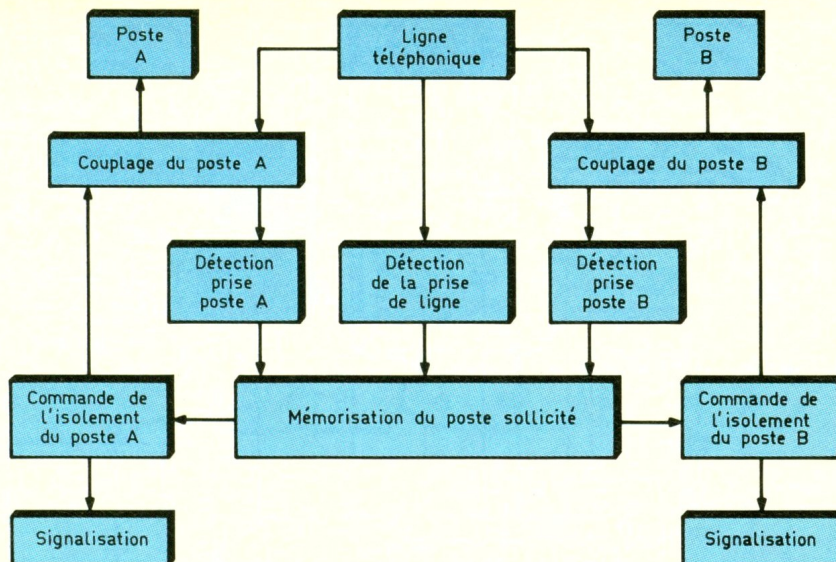 Poste
A
Ligne
téléphonique
Poste
B
Couplage du poste A
Couplage du poste B
Détection
prise
poste A
Détection
de la prise
de ligne
Détection
prise
poste B
Commande de
l'isolement
du poste A
Mémorisation du poste sollicité
Commande de
l'isolement
du poste B
Signalisation
Signalisation